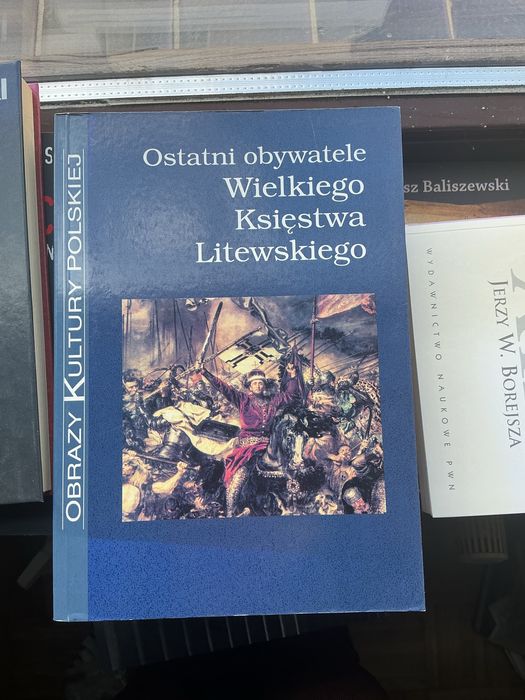 Ostatni obywatele
Wielkiego
Księstwa
Litewskiego
OBRAZY KULTURY POLSKIEJ
sz Baliszewski
WYDAWNICTWO NAUKOWE PWN
JERZY W. BOREJSZA